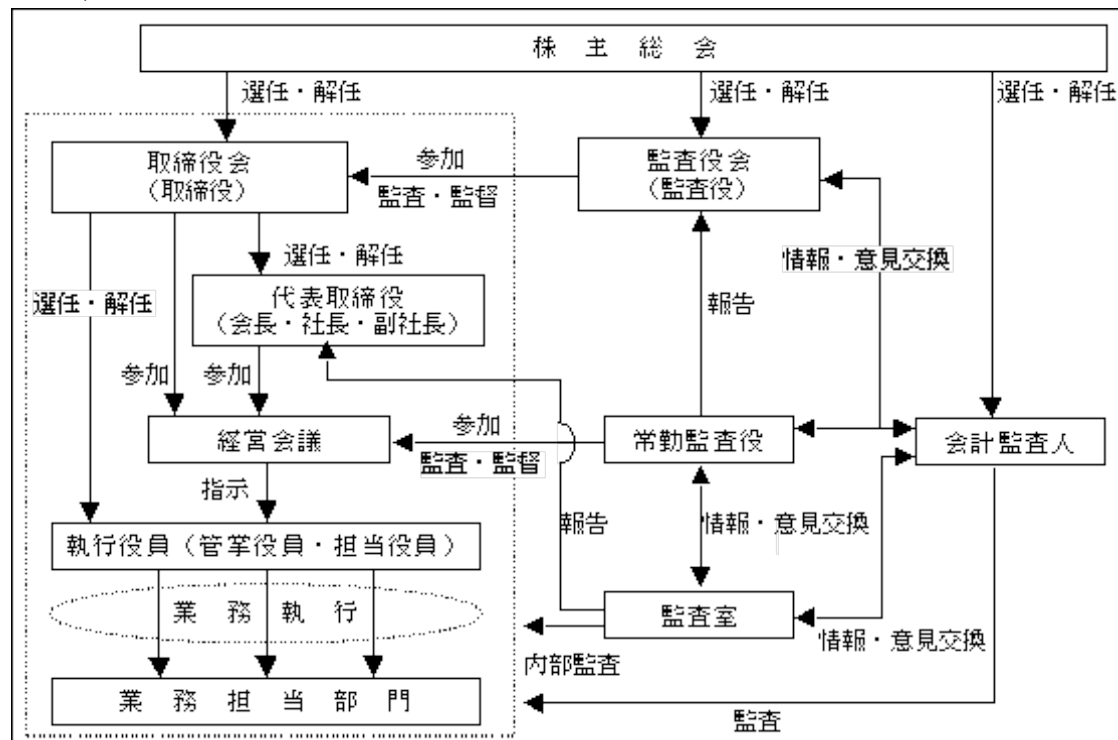 株主総会
選任・解任
選任・解任
選任・解任
取締役会
(取締役)
参加
監査・監督
監査役会
(監査役)
選任・解任
情報・意見交換
選任・解任
代表取締役
(会長・社長・副社長)
報告
参加
参加
経営会議
参加
監査・監督
常勤監査役
会計監査人
指示
報告
情報・意見交換
執行役員(管掌役員・担当役員)
業務執行
監査室
情報・意見交換
内部監査
業務担当部門
監査